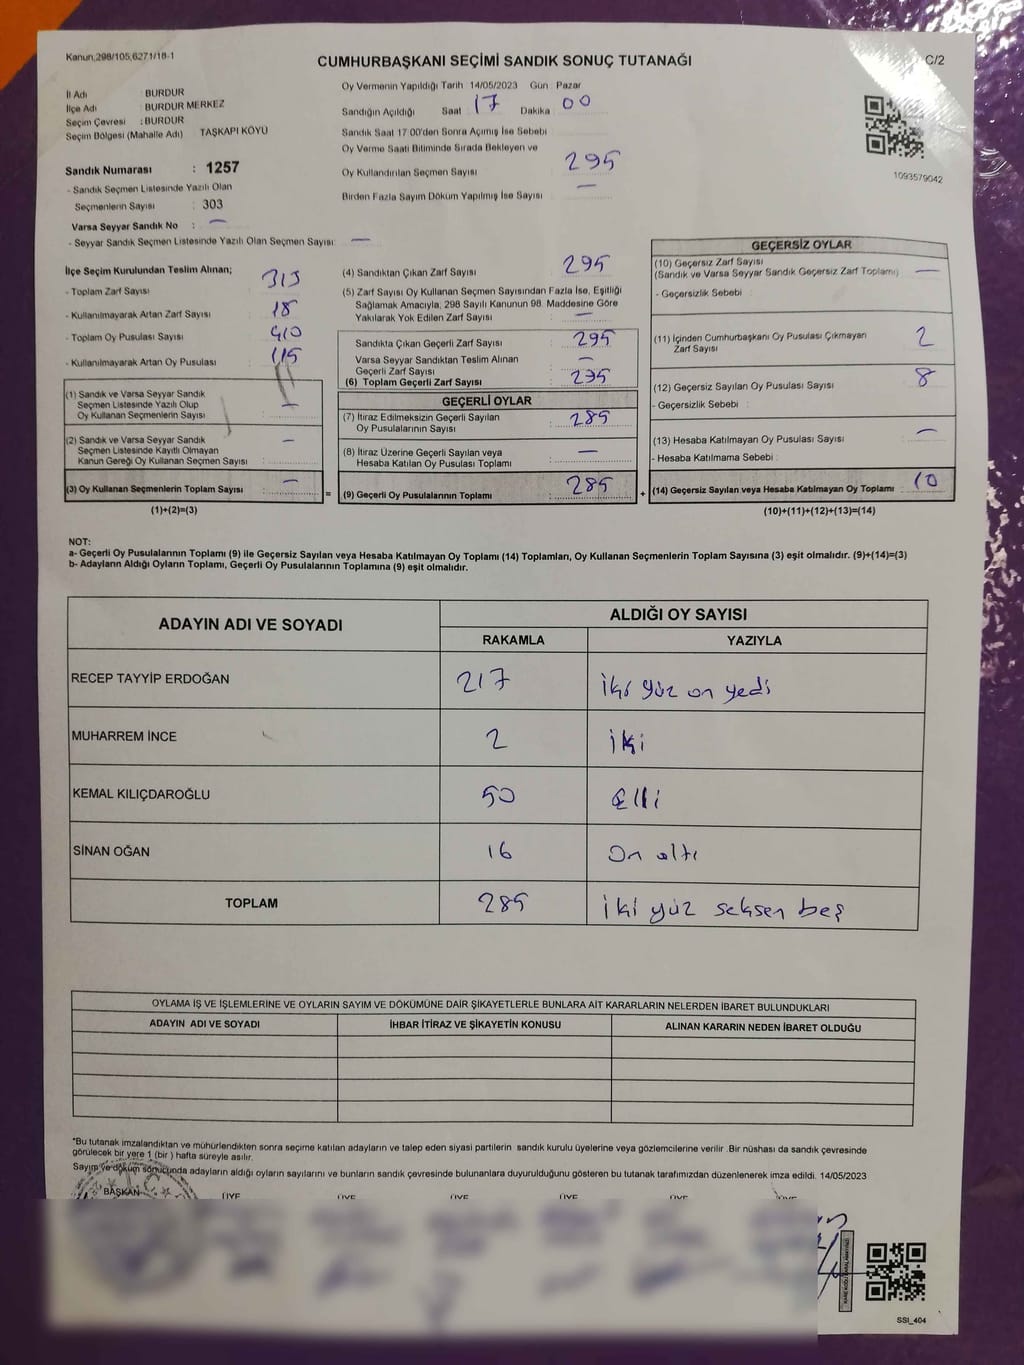 Kanun,298/105,6271/18-1
CUMHURBAŞKANI SEÇİMİ SANDIK SONUÇ TUTANAĞI
C/2
İl Adı : BURDUR
İlçe Adı : BURDUR MERKEZ
Seçim Çevresi : BURDUR
Seçim Bölgesi (Mahalle Adı) TAŞKAPI KÖYÜ
Oy Vermenin Yapıldığı Tarih 14/05/2023 Gün Pazar
Sandığın Açıldığı Saat 17 Dakika 00
Sandık Saat 17:00'den Sonra Açımış İse Sebebi
Oy Verme Saati Bitiminde Sırada Bekleyen ve
Oy Kullandırılan Seçmen Sayısı 295
Birden Fazla Sayım Döküm Yapılmış İse Sayısı —
1093579042
Sandık Numarası : 1257
- Sandık Seçmen Listesinde Yazılı Olan
Seçmenlerin Sayısı : 303
Varsa Seyyar Sandık No : —
- Seyyar Sandık Seçmen Listesinde Yazılı Olan Seçmen Sayısı: —
İlçe Seçim Kurulundan Teslim Alınan;
- Toplam Zarf Sayısı 313
- Kullanılmayarak Artan Zarf Sayısı 18
- Toplam Oy Pusulası Sayısı 410
- Kullanılmayarak Artan Oy Pusulası 115
(1) Sandık ve Varsa Seyyar Sandık
Seçmen Listesinde Yazılı Olup
Oy Kullanan Seçmenlerin Sayısı : —
(2) Sandık ve Varsa Seyyar Sandık
Seçmen Listesinde Kayıtlı Olmayan
Kanun Gereği Oy Kullanan Seçmen Sayısı —
(3) Oy Kullanan Seçmenlerin Toplam Sayısı —
(1)+(2)=(3)
=
(4) Sandıktan Çıkan Zarf Sayısı 295
(5) Zarf Sayısı Oy Kullanan Seçmen Sayısından Fazla İse, Eşitliği
Sağlamak Amacıyla, 298 Sayılı Kanunun 98. Maddesine Göre
Yakılarak Yok Edilen Zarf Sayısı —
Sandıkta Çıkan Geçerli Zarf Sayısı 295
Varsa Seyyar Sandıktan Teslim Alınan
Geçerli Zarf Sayısı —
(6) Toplam Geçerli Zarf Sayısı 295
GEÇERLİ OYLAR
(7) İtiraz Edilmeksizin Geçerli Sayılan
Oy Pusulalarının Sayısı 285
(8) İtiraz Üzerine Geçerli Sayılan veya
Hesaba Katılan Oy Pusulası Toplamı —
(9) Geçerli Oy Pusulalarının Toplamı : 285
+
GEÇERSİZ OYLAR
(10) Geçersiz Zarf Sayısı
(Sandık ve Varsa Seyyar Sandık Geçersiz Zarf Toplamı) —
- Geçersizlik Sebebi :
(11) İçinden Cumhurbaşkanı Oy Pusulası Çıkmayan
Zarf Sayısı 2
(12) Geçersiz Sayılan Oy Pusulası Sayısı 8
- Geçersizlik Sebebi :
(13) Hesaba Katılmayan Oy Pusulası Sayısı —
- Hesaba Katılmama Sebebi :
(14) Geçersiz Sayılan veya Hesaba Katılmayan Oy Toplamı 10
(10)+(11)+(12)+(13)=(14)
NOT:
a- Geçerli Oy Pusulalarının Toplamı (9) ile Geçersiz Sayılan veya Hesaba Katılmayan Oy Toplamı (14) Toplamları, Oy Kullanan Seçmenlerin Toplam Sayısına (3) eşit olmalıdır. (9)+(14)=(3)
b- Adayların Aldığı Oyların Toplamı, Geçerli Oy Pusulalarının Toplamına (9) eşit olmalıdır.
ADAYIN ADI VE SOYADI ALDIĞI OY SAYISI
RAKAMLA YAZIYLA
RECEP TAYYİP ERDOĞAN 217 İki yüz on yedi
MUHARREM İNCE 2 İki
KEMAL KILIÇDAROĞLU 50 Elli
SİNAN OĞAN 16 On altı
TOPLAM 285 İki yüz seksen beş
OYLAMA İŞ VE İŞLEMLERİNE VE OYLARIN SAYIM VE DÖKÜMÜNE DAİR ŞİKAYETLERLE BUNLARA AİT KARARLARIN NELERDEN İBARET BULUNDUKLARI
ADAYIN ADI VE SOYADI İHBAR İTİRAZ VE ŞİKAYETİN KONUSU ALINAN KARARIN NEDEN İBARET OLDUĞU
*Bu tutanak imzalandıktan ve mühürlendikten sonra seçime katılan adayların ve talep eden siyasi partilerin sandık kurulu üyelerine veya gözlemcilerine verilir. Bir nüshası da sandık çevresinde
görülecek bir yere 1 (bir ) hafta süreyle asılır.
Sayım ve döküm sonucunda adayların aldığı oyların sayılarını ve bunların sandık çevresinde bulunanlara duyurulduğunu gösteren bu tutanak tarafımızdan düzenlenerek imza edildi. 14/05/2023
BAŞKAN ÜYE ÜYE ÜYE ÜYE ÜYE ÜYE
SSI_404